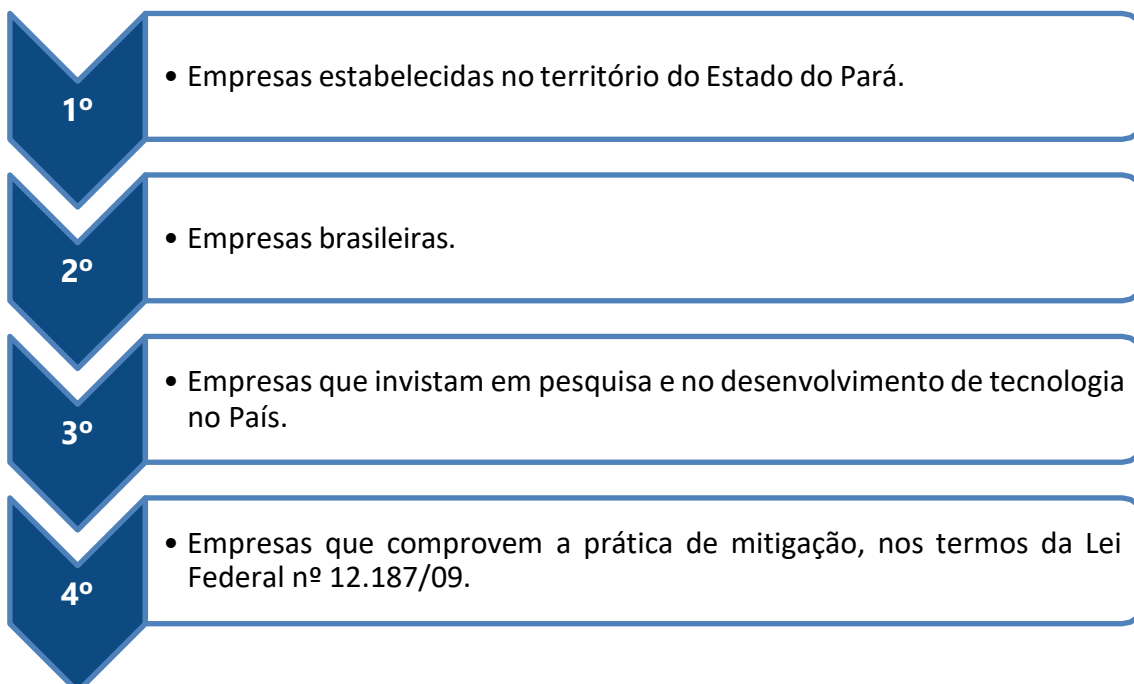 1º
• Empresas estabelecidas no território do Estado do Pará.
2º
• Empresas brasileiras.
3º
• Empresas que invistam em pesquisa e no desenvolvimento de tecnologia
no País.
4º
• Empresas que comprovem a prática de mitigação, nos termos da Lei
Federal nº 12.187/09.